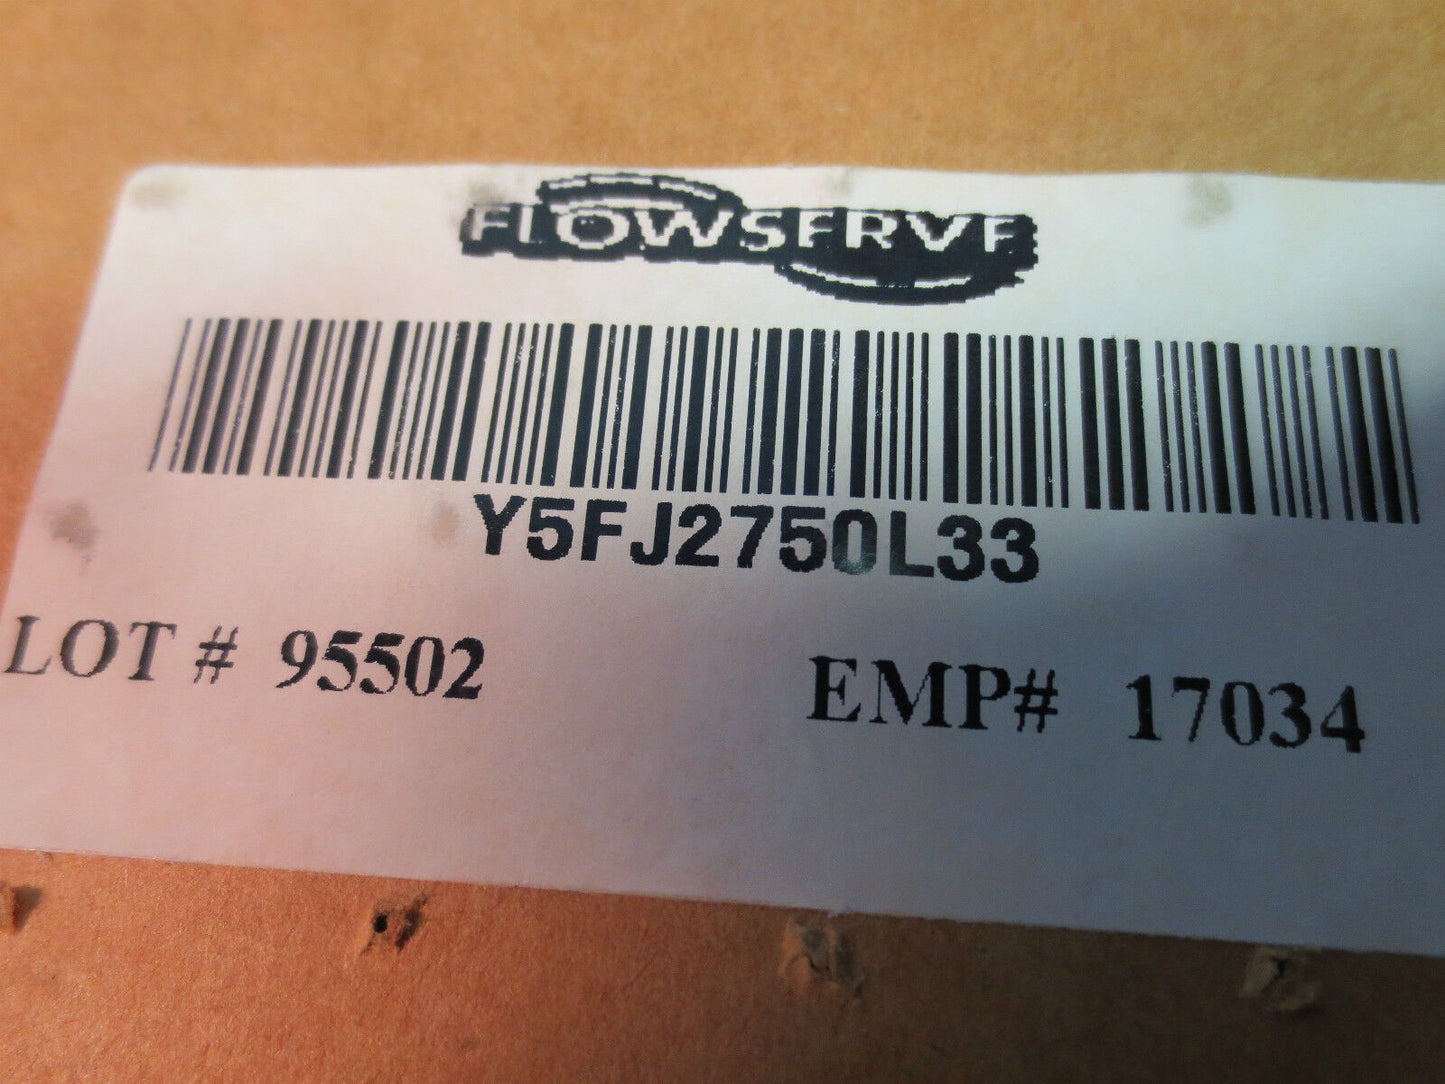 FLOWSERVE
Y5FJ2750L33
LOT # 95502 EMP# 17034